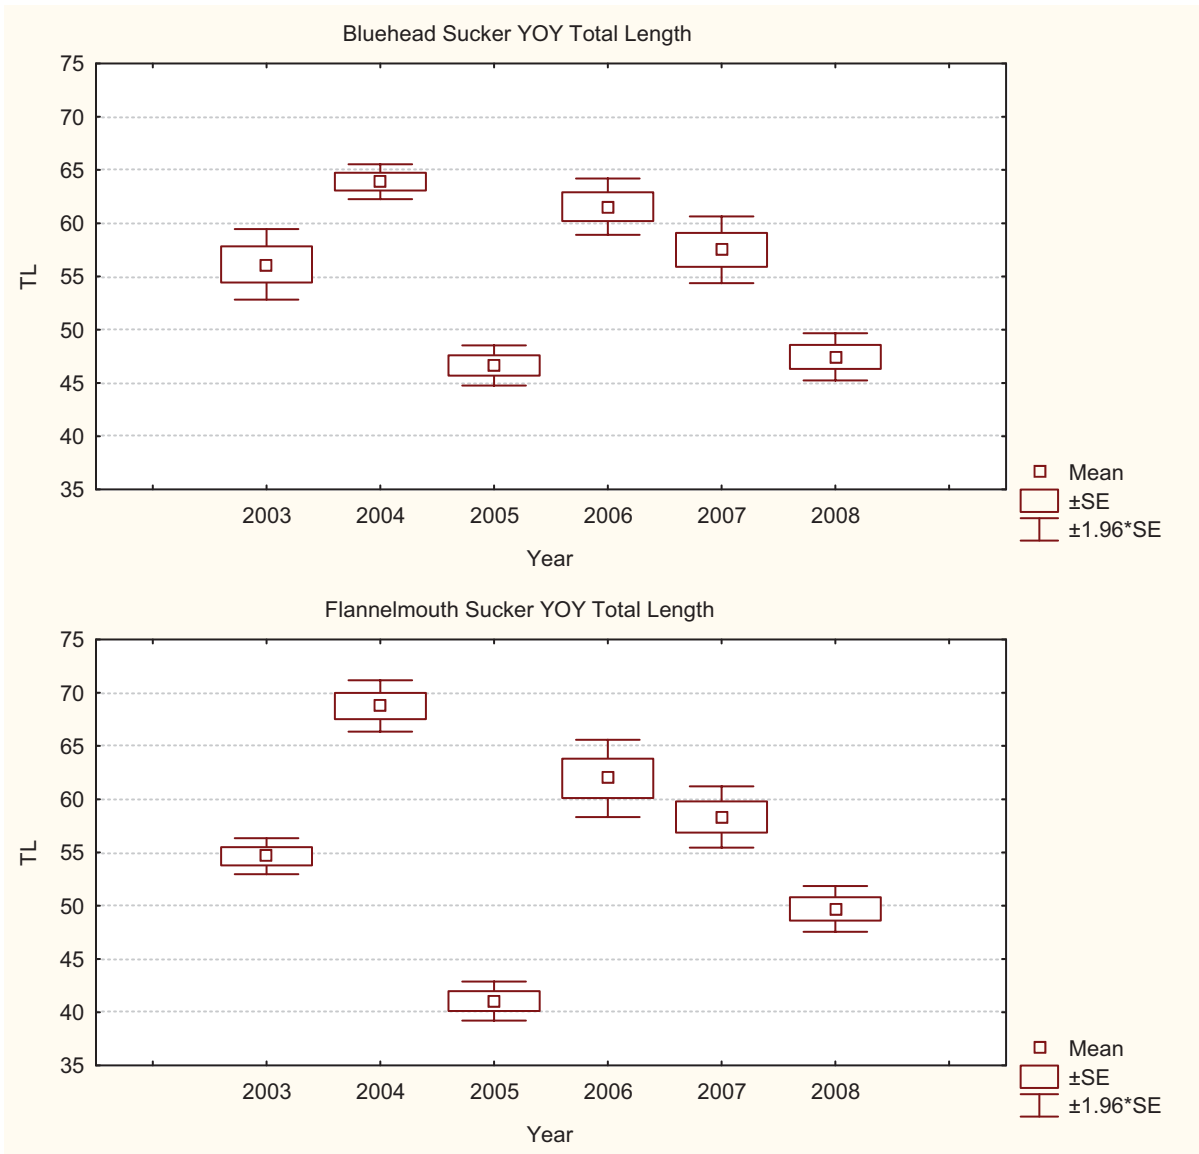 Bluehead Sucker YOY Total Length
75
70
65
60
55
50
45
40
35
TL
2003 2004 2005 2006 2007 2008
Year
Mean
±SE
±1.96*SE
Flannelmouth Sucker YOY Total Length
75
70
65
60
55
50
45
40
35
TL
2003 2004 2005 2006 2007 2008
Year
Mean
±SE
±1.96*SE